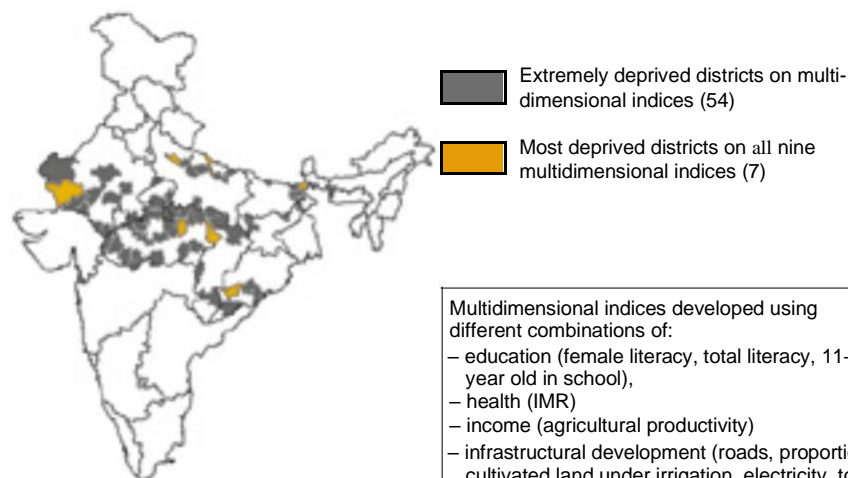 Extremely deprived districts on multi-
dimensional indices (54)
Most deprived districts on all nine
multidimensional indices (7)
Multidimensional indices developed using
different combinations of:
– education (female literacy, total literacy, 11–
year old in school),
– health (IMR)
– income (agricultural productivity)
– infrastructural development (roads,
cultivated land under irrigation, electricity,